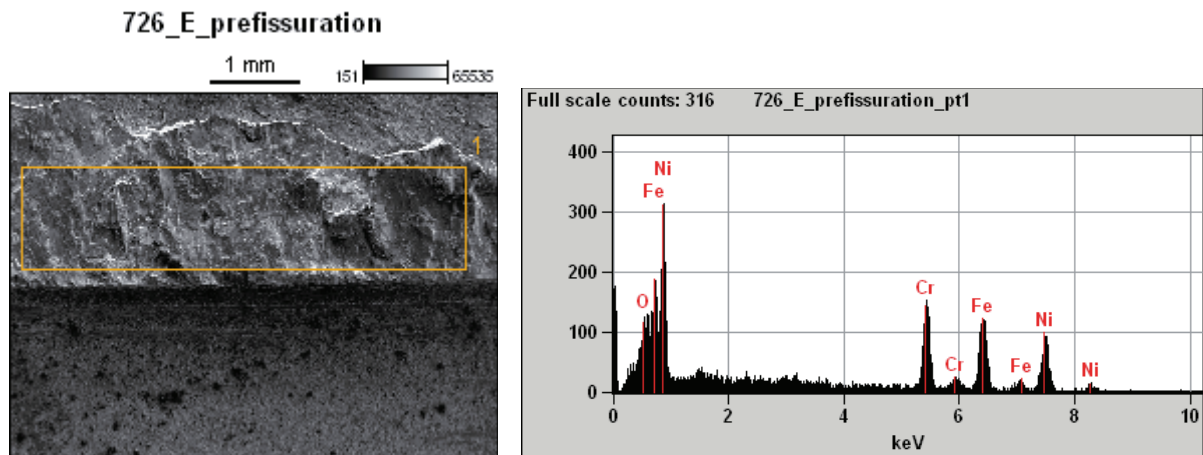 726_E_prefissuration
1 mm
151 65535
1
Full scale counts: 316 726_E_prefissuration_pt1
400
300
200
100
0
Ni
Fe
O
Cr
Cr
Fe
Fe
Ni
Ni
0 2 4 6 8 10
keV